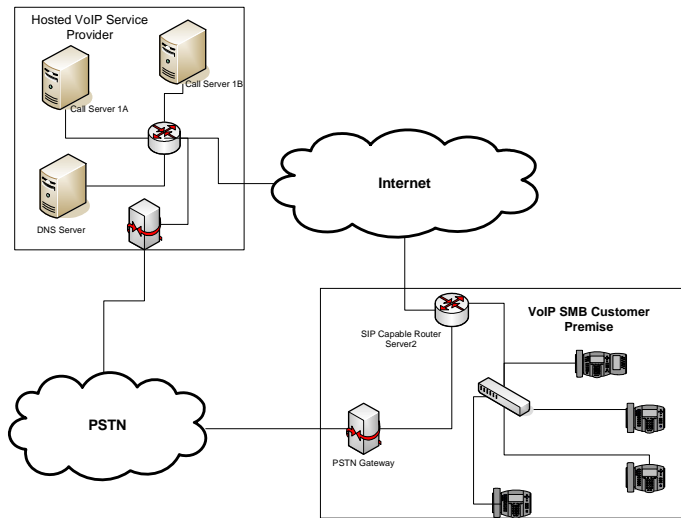 Hosted VoIP Service
Provider
Call Server 1A
Call Server 1B
DNS Server
Internet
SIP Capable Router
Server2
VoIP SMB Customer
Premise
PSTN
PSTN Gateway